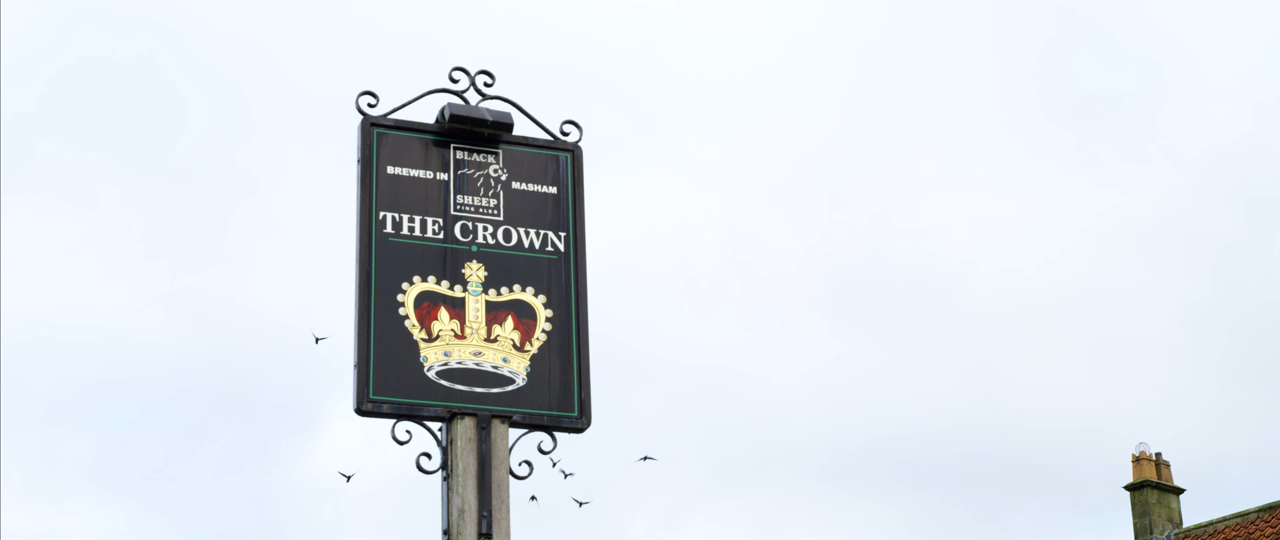 BLACK
BREWED IN
MASHAM
SHEEP
FINE ALES
THE CROWN